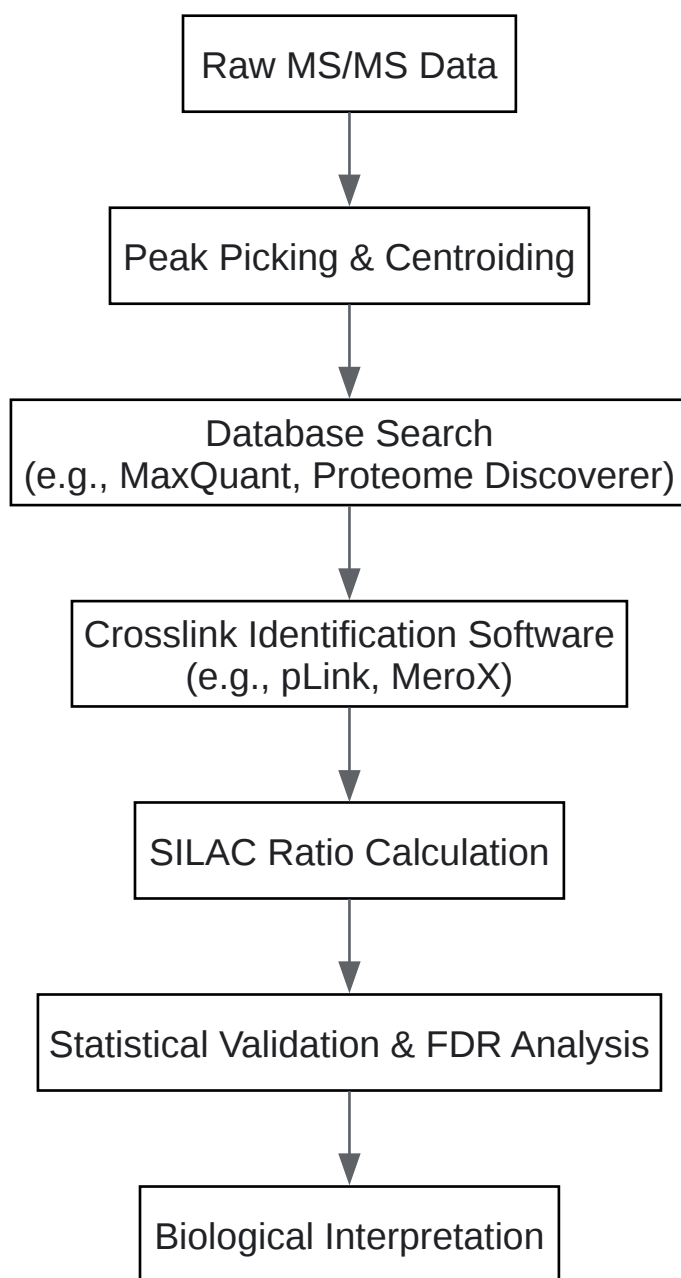 Raw MS/MS Data
Peak Picking & Centroiding
Database Search
(e.g., MaxQuant, Proteome Discoverer)
Crosslink Identification Software
(e.g., pLink, MeroX)
SILAC Ratio Calculation
Statistical Validation & FDR Analysis
Biological Interpretation